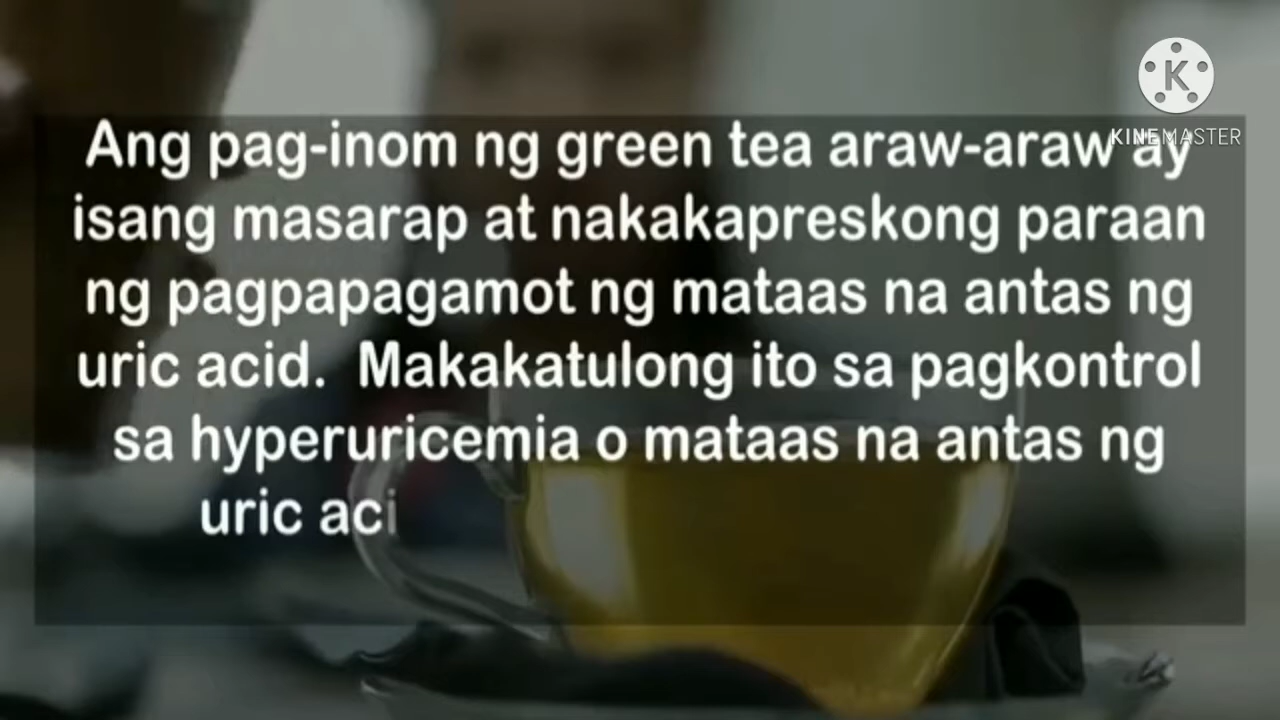 KINEMASTER
Ang pag-inom ng green tea araw-araw ay
isang masarap at nakakapreskong paraan
ng pagpapagamot ng mataas na antas ng
uric acid. Makakatulong ito sa pagkontrol
sa hyperuricemia o mataas na antas ng
uric aci